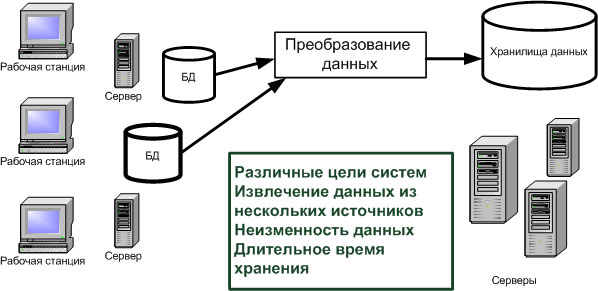 Рабочая станция
Сервер
БД
Преобразование
данных
Хранилища данных
Рабочая станция
БД
Различные цели систем
Извлечение данных из
нескольких источников
Неизменность данных
Длительное время
хранения
Рабочая станция
Сервер
Серверы